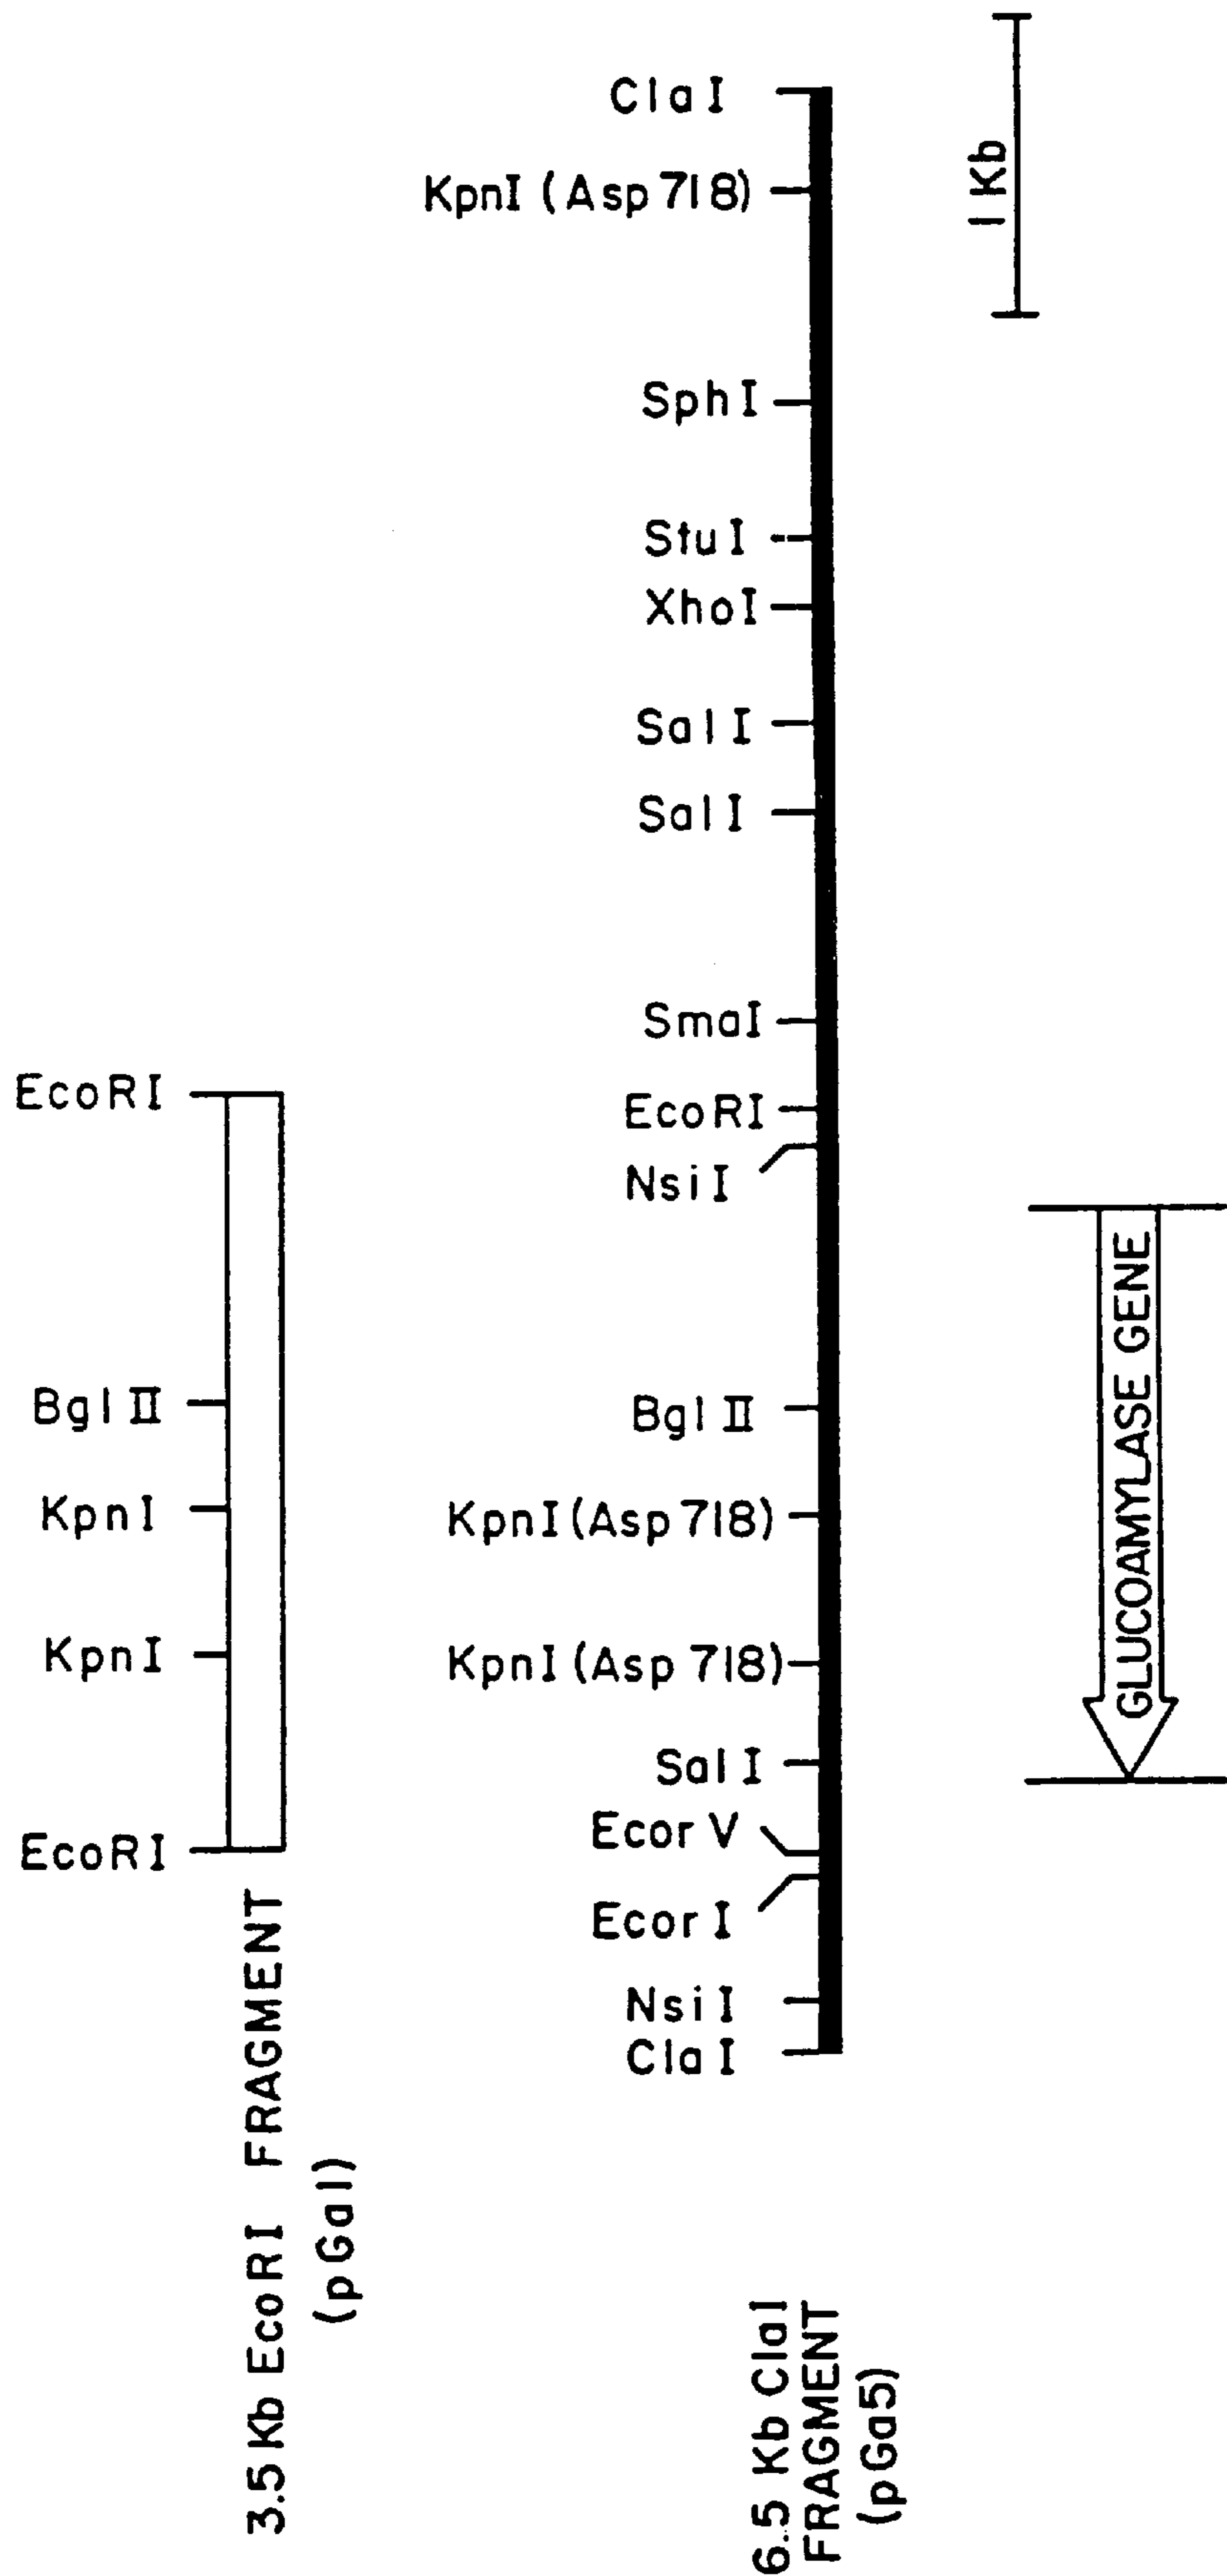 EcoRI
BglII
KpnI
KpnI
EcoRI
3.5 Kb EcoRI FRAGMENT
(pGa1)
ClaI
KpnI (Asp 718)
SphI
StuI
XhoI
SalI
SalI
SmaI
EcoRI
NsiI
BglII
KpnI (Asp 718)
KpnI (Asp 718)
SalI
Ecor V
Ecor I
NsiI
ClaI
6.5 Kb ClaI
FRAGMENT
(pGa5)
1 Kb
GLUCOAMYLASE GENE